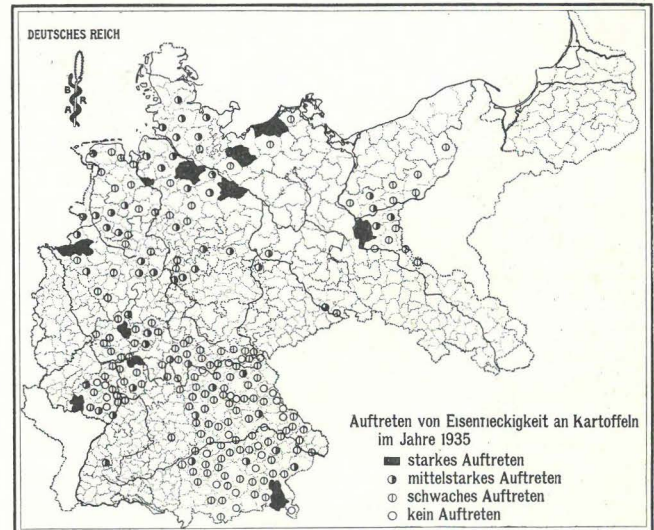 DEUTSCHES REICH
B R A
Auftreten von Eisenfleckigkeit an Kartoffeln
im Jahre 1935
starkes Auftreten
mittelstarkes Auftreten
schwaches Auftreten
kein Auftreten